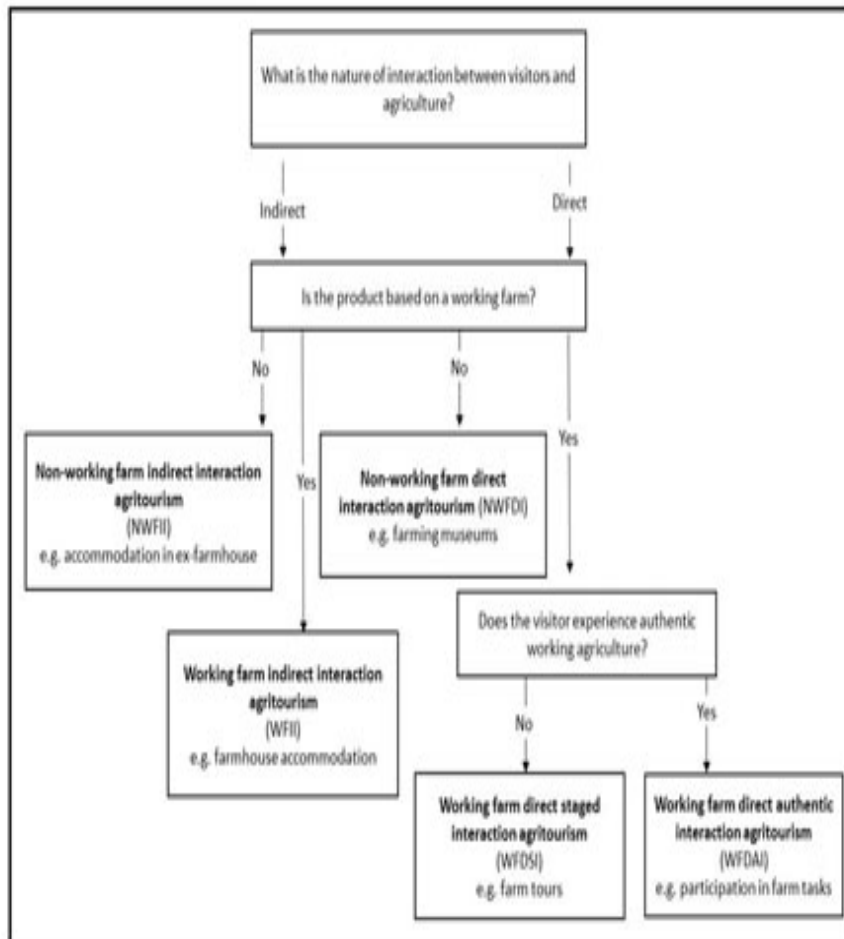 What is the nature of interaction between visitors and
agriculture?
Indirect
Direct
Is the product based on a working farm?
No
Yes
No
Yes
Non-working farm indirect interaction
agritourism
(NWFII)
e.g. accommodation in ex-farmhouse
Non-working farm direct
interaction agritourism (NWFDI)
e.g. farming museums
Working farm indirect interaction
agritourism
(WFII)
e.g. farmhouse accommodation
Does the visitor experience authentic
working agriculture?
No
Yes
Working farm direct staged
interaction agritourism
(WFDSI)
e.g. farm tours
Working farm direct authentic
interaction agritourism
(WFDAI)
e.g. participation in farm tasks